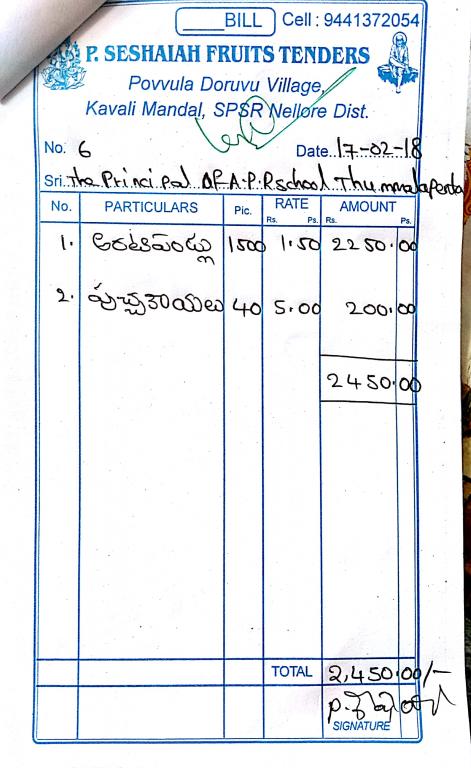 BILL Cell : 9441372054
P. SESHAIAH FRUITS TENDERS
Povvula Doruvu Village,
Kavali Mandal, SPSR Nellore Dist.
No. 6 Date. 17-02-18
Sri. The Principal Of A.P.R school Thummalapenta
No. PARTICULARS Pic. RATE Rs. Ps. AMOUNT Rs. Ps.
1. అరటిపండ్లు 1500 1.50 2250.00
2. పుచ్చకాయలు 40 5.00 200.00
2450.00
TOTAL 2,450.00/-
SIGNATURE